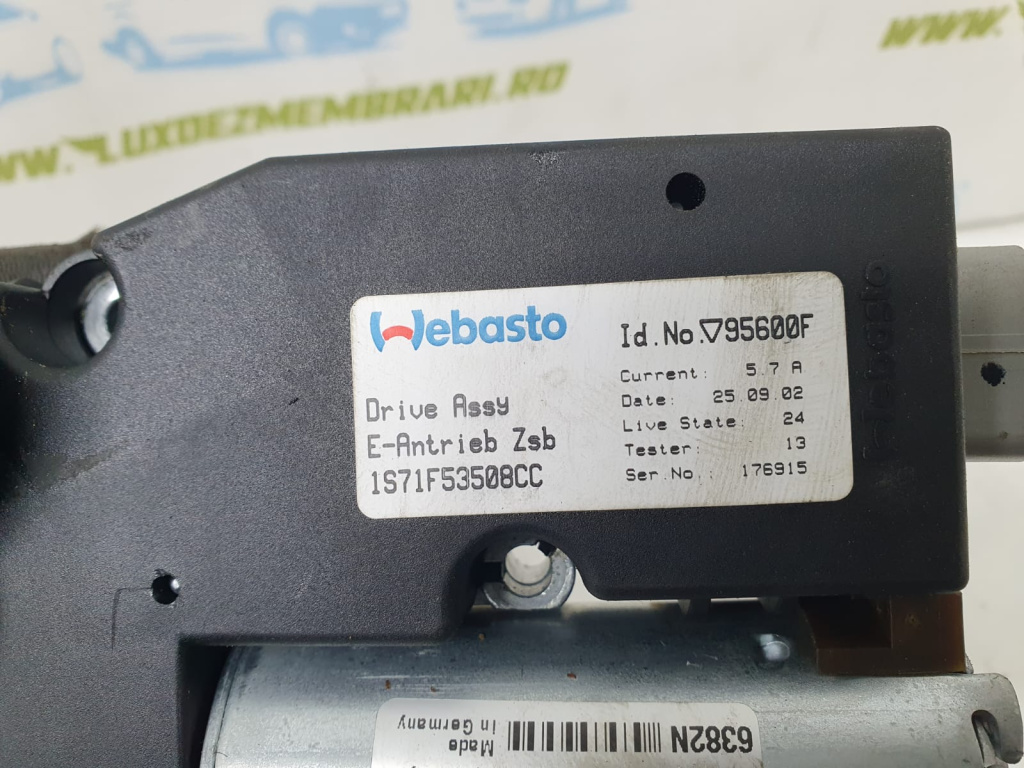 WWW.LUXDEZMEMBRARI.RO
WWW.
Webasto
Id.No.▽95600F
Drive Assy
E-Antrieb Zsb
1S71F53508CC
Current: 5.7 A
Date: 25.09.02
Live State: 24
Tester: 13
Ser.No.: 176915
Webasto
6382N
Made
in Germany